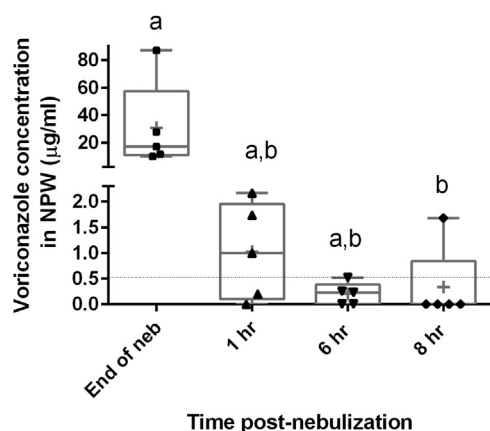 a
80
60
40
20
a,b
a,b
b
2.0
1.5
1.0
0.5
0.0
Voriconazole concentration
in NPW (μg/ml)
End of neb
1 hr
6 hr
8 hr
Time post-nebulization